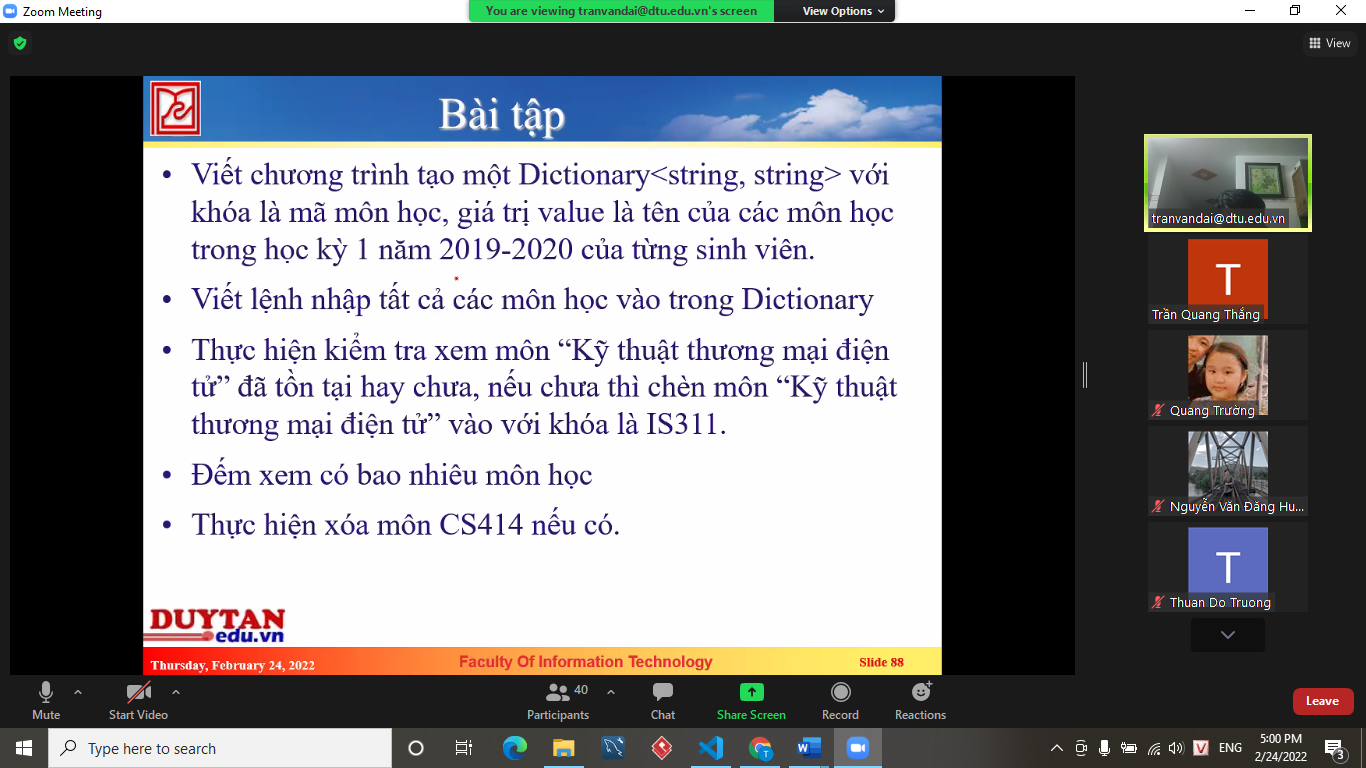 Zoom Meeting
You are viewing tranvandai@dtu.edu.vn's screen
View Options
View
Bài tập
• Viết chương trình tạo một Dictionary<string, string> với
khóa là mã môn học, giá trị value là tên của các môn học
trong học kỳ 1 năm 2019-2020 của từng sinh viên.
• Viết lệnh nhập tất cả các môn học vào trong Dictionary
• Thực hiện kiểm tra xem môn “Kỹ thuật thương mại điện
tử” đã tồn tại hay chưa, nếu chưa thì chèn môn “Kỹ thuật
thương mại điện tử” vào với khóa là IS311.
• Đếm xem có bao nhiêu môn học
• Thực hiện xóa môn CS414 nếu có.
DUYTAN
edu.vn
Thursday, February 24, 2022
Faculty Of Information Technology
Slide 88
tranvandai@dtu.edu.vn
T
Trần Quang Thắng
Quang Trường
Nguyễn Văn Đăng Hu...
T
Thuan Do Truong
Mute
Start Video
40
Participants
Chat
Share Screen
Record
Reactions
Leave
Type here to search
V
ENG
5:00 PM
2/24/2022
3